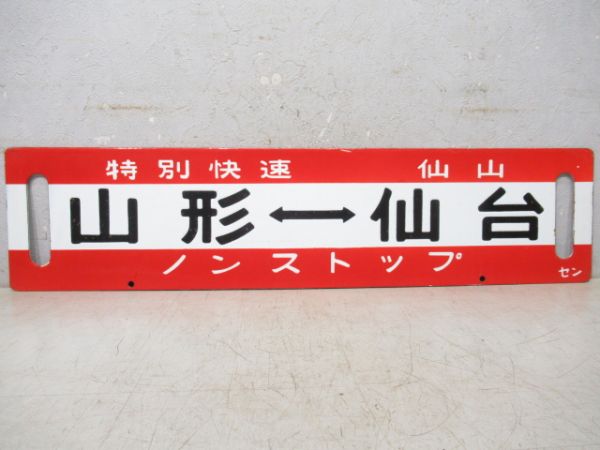 特別快速 仙山
山形↔仙台
ノンストップ
セン